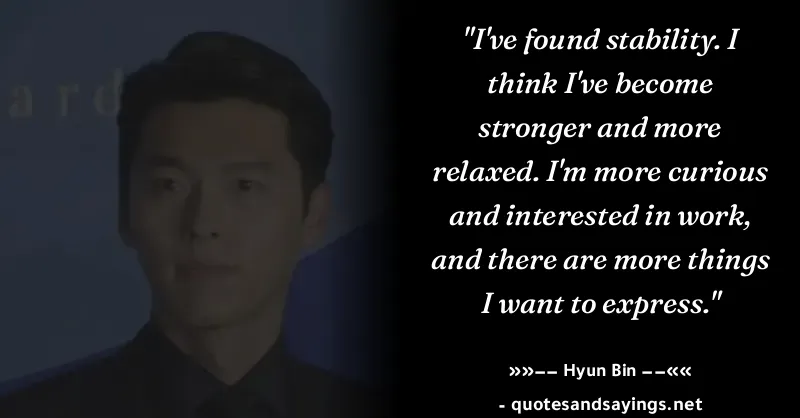 ard
"I've found stability. I
think I've become
stronger and more
relaxed. I'm more curious
and interested in work,
and there are more things
I want to express."
»»–– Hyun Bin ––««
- quotesandsayings.net